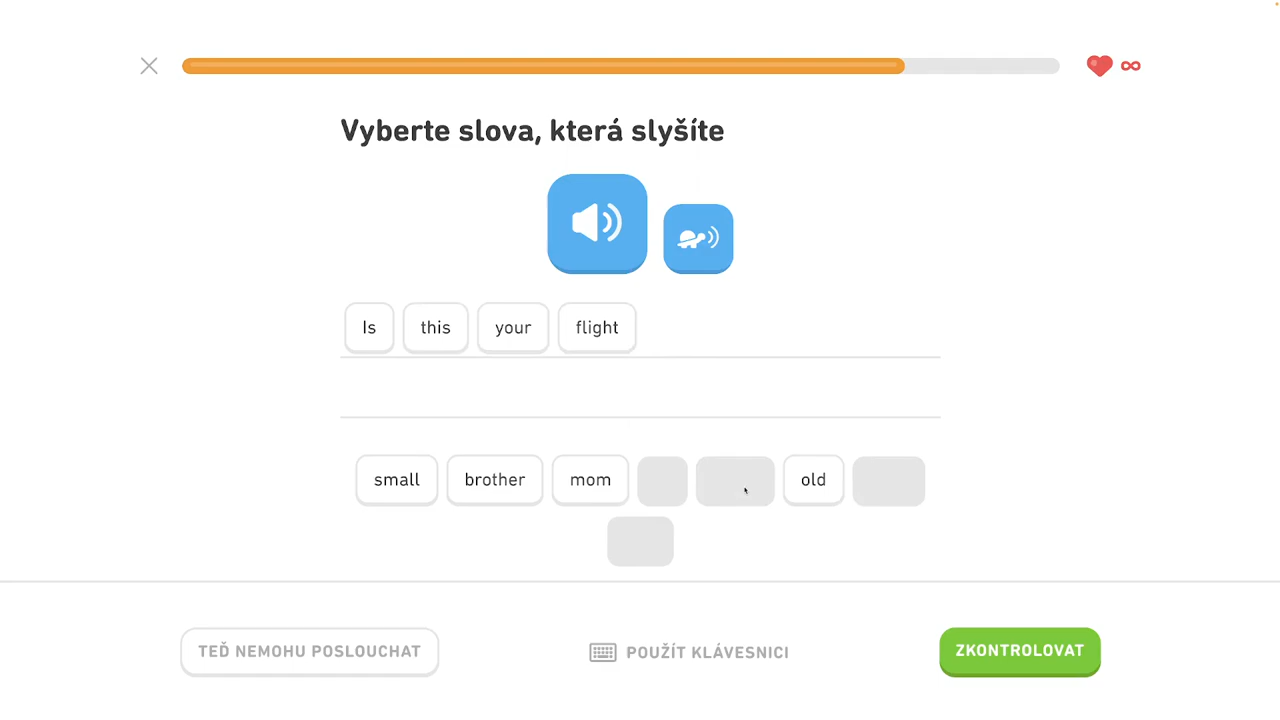 Vyberte slova, která slyšíte
Is this your flight
small brother mom old
TEĎ NEMOHU POSLOUCHAT POUŽÍT KLÁVESNICI ZKONTROLOVAT